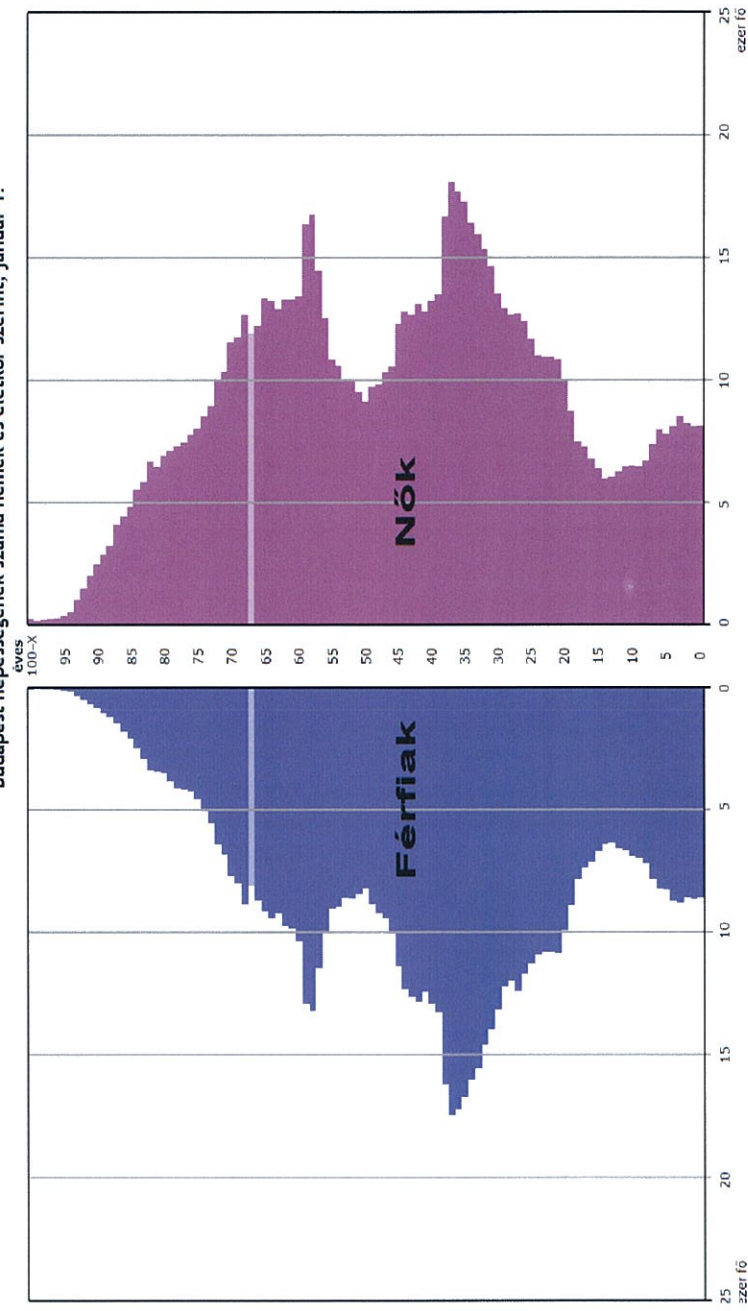 Budapest népességének száma nemek és életkor szerint, január 1.
éves
100–X
95
90
85
80
75
70
65
60
55
50
45
40
35
30
25
20
15
10
5
0
Férfiak
Nők
25 20 15 10 5 0 0 5 10 15 20 25
ezer fő ezer fő